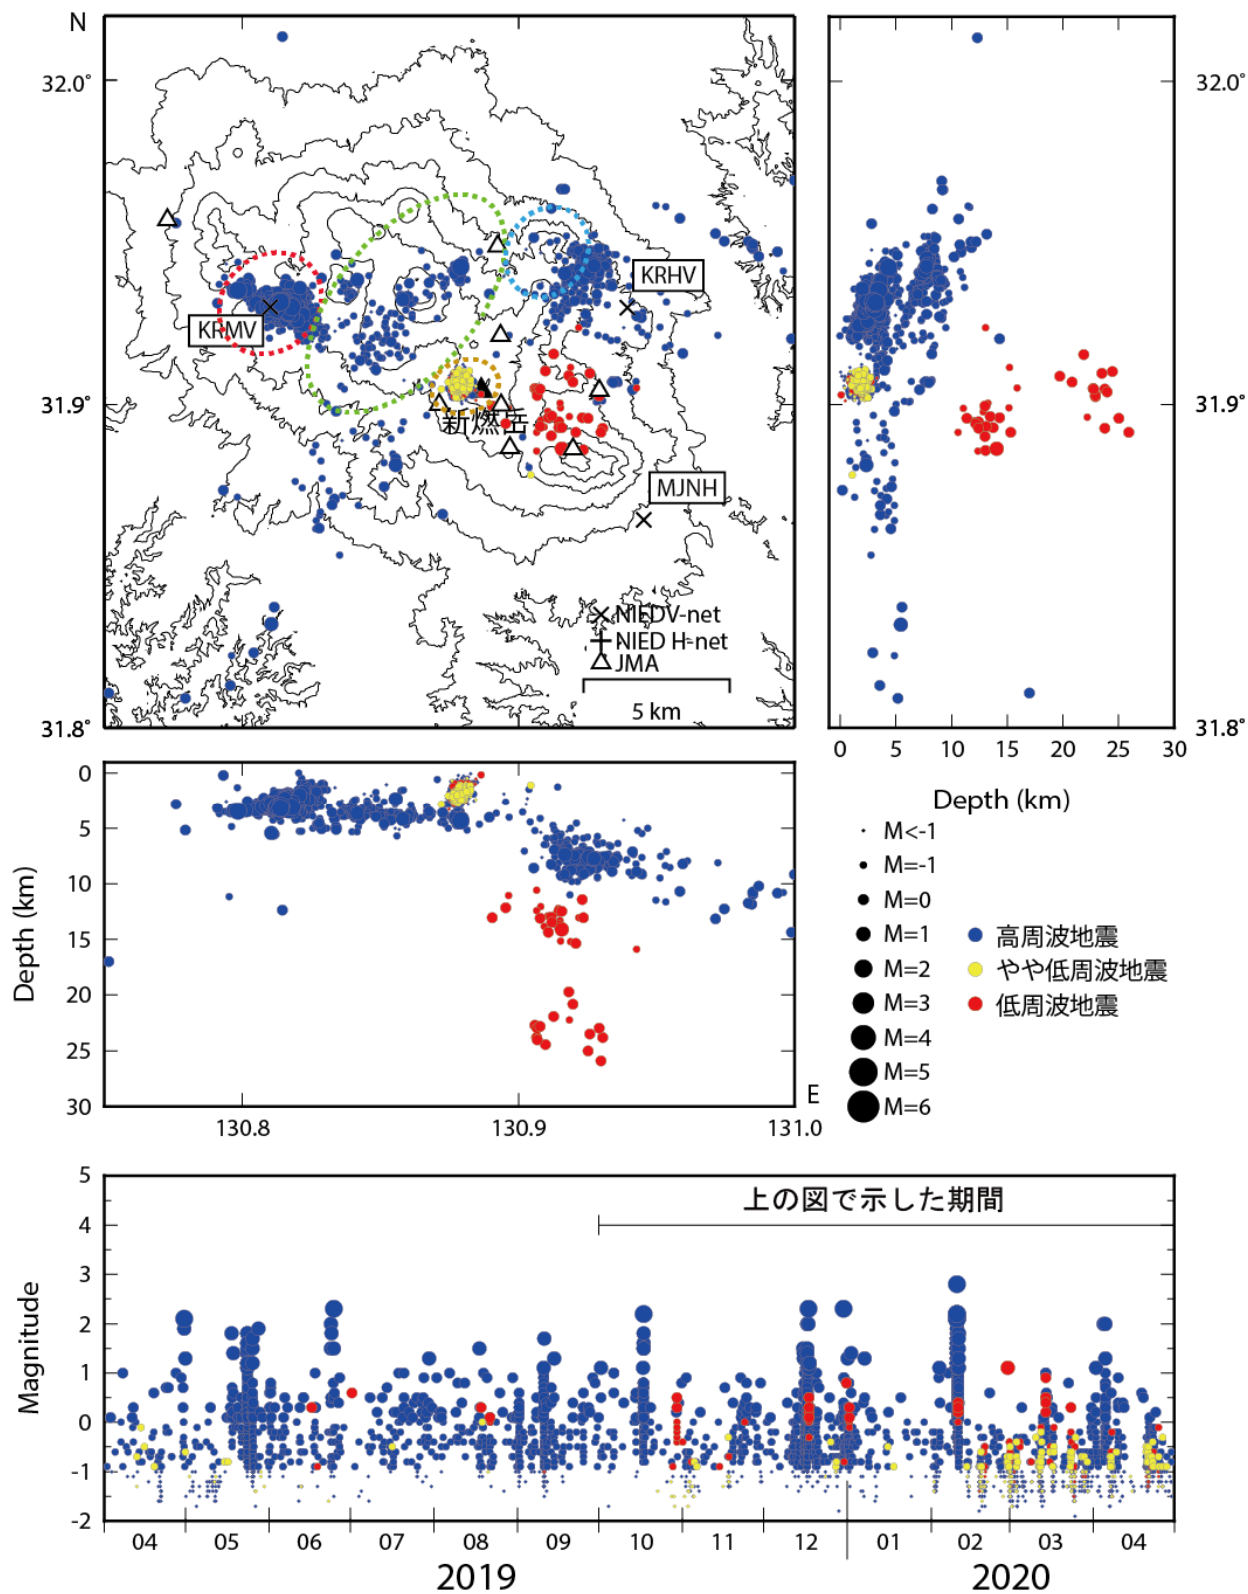 N
32.0°
31.9°
31.8°
KRMV
KRHV
新燃岳
MJNH
NIEDV-net
NIED H-net
JMA
5 km
32.0°
31.9°
31.8°
0 5 10 15 20 25 30
Depth (km)
0
5
10
15
20
25
30
Depth (km)
130.8 130.9 131.0
E
M<-1
M=-1
M=0
M=1
M=2
M=3
M=4
M=5
M=6
高周波地震
やや低周波地震
低周波地震
上の図で示した期間
5
4
3
2
1
0
-1
-2
Magnitude
04 05 06 07 08 09 10 11 12 01 02 03 04
2019 2020